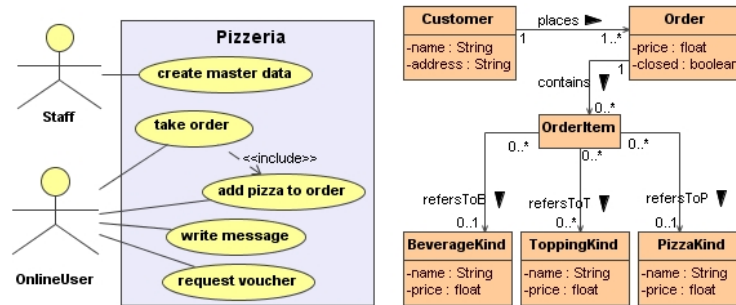 Pizzeria
create master data
Staff
take order
<<include>>
add pizza to order
write message
OnlineUser
request voucher
Customer
-name : String
-address : String
places
1
1..*
Order
-price : float
-closed : boolean
1
contains
0..*
OrderItem
0..*
0..*
0..*
refersToB
refersToT
refersToP
0..1
0..*
0..1
BeverageKind
-name : String
-price : float
ToppingKind
-name : String
-price : float
PizzaKind
-name : String
-price : float